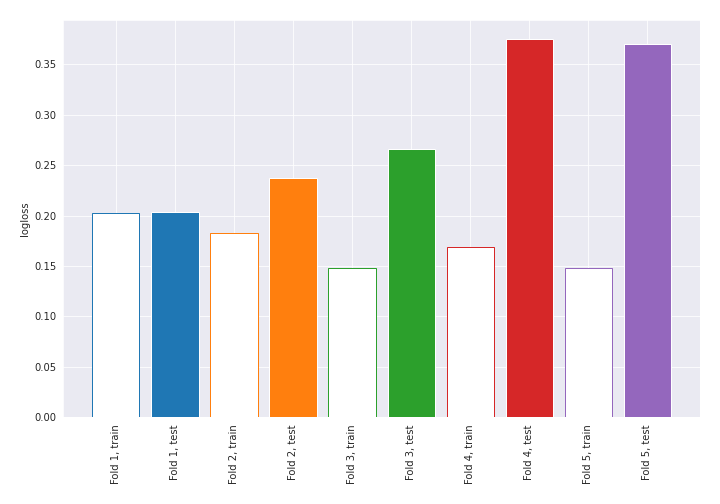 0.35
0.30
0.25
0.20
0.15
0.10
0.05
0.00
logloss
Fold 1, train
Fold 1, test
Fold 2, train
Fold 2, test
Fold 3, train
Fold 3, test
Fold 4, train
Fold 4, test
Fold 5, train
Fold 5, test